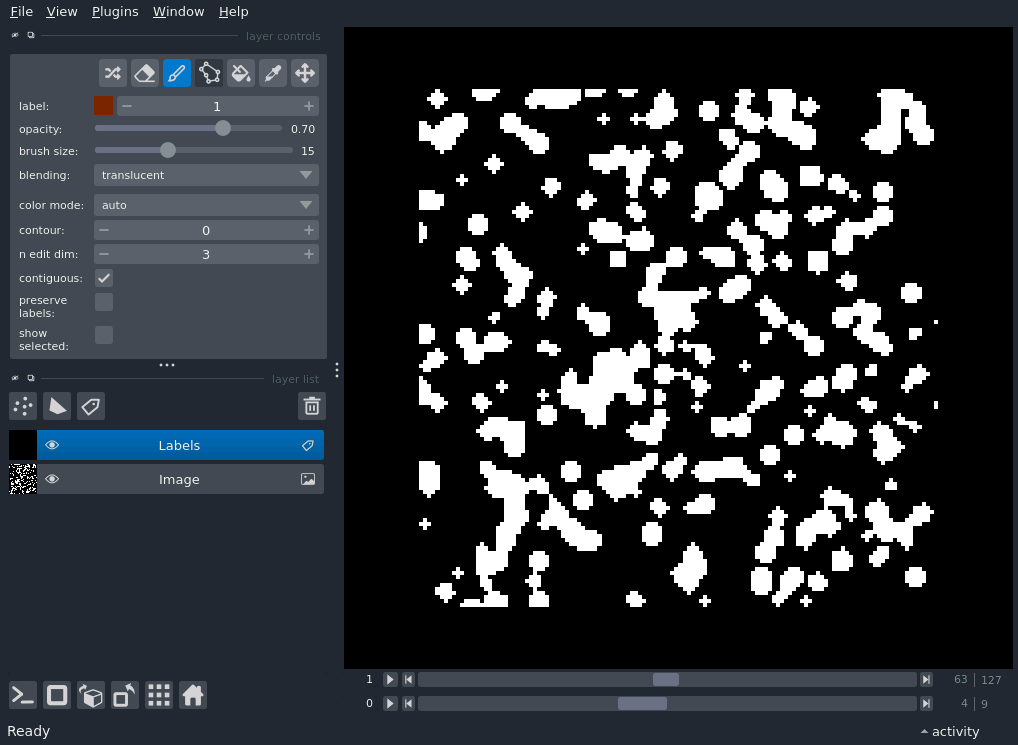 File View Plugins Window Help
layer controls
label: 1
opacity: 0.70
brush size: 15
blending: translucent
color mode: auto
contour: 0
n edit dim: 3
contiguous:
preserve
labels:
show
selected:
layer list
Labels
Image
1 63 127
0 4 9
Ready activity